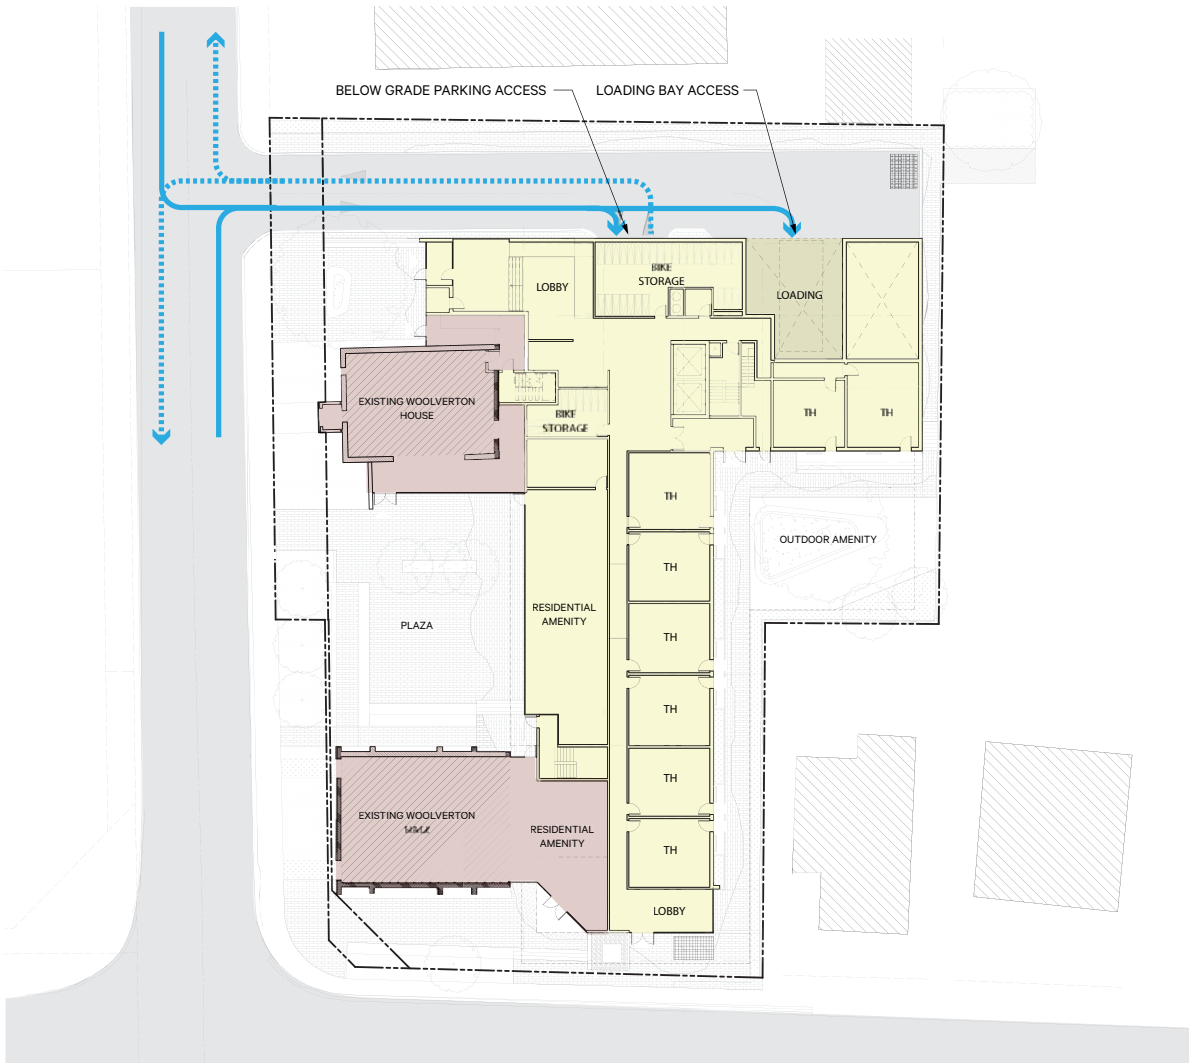 BELOW GRADE PARKING ACCESS
LOADING BAY ACCESS
LOBBY
BIKE
STORAGE
LOADING
EXISTING WOOLVERTON
HOUSE
BIKE
STORAGE
TH
TH
TH
OUTDOOR AMENITY
TH
RESIDENTIAL
AMENITY
PLAZA
TH
TH
TH
EXISTING WOOLVERTON
RESIDENTIAL
AMENITY
TH
LOBBY